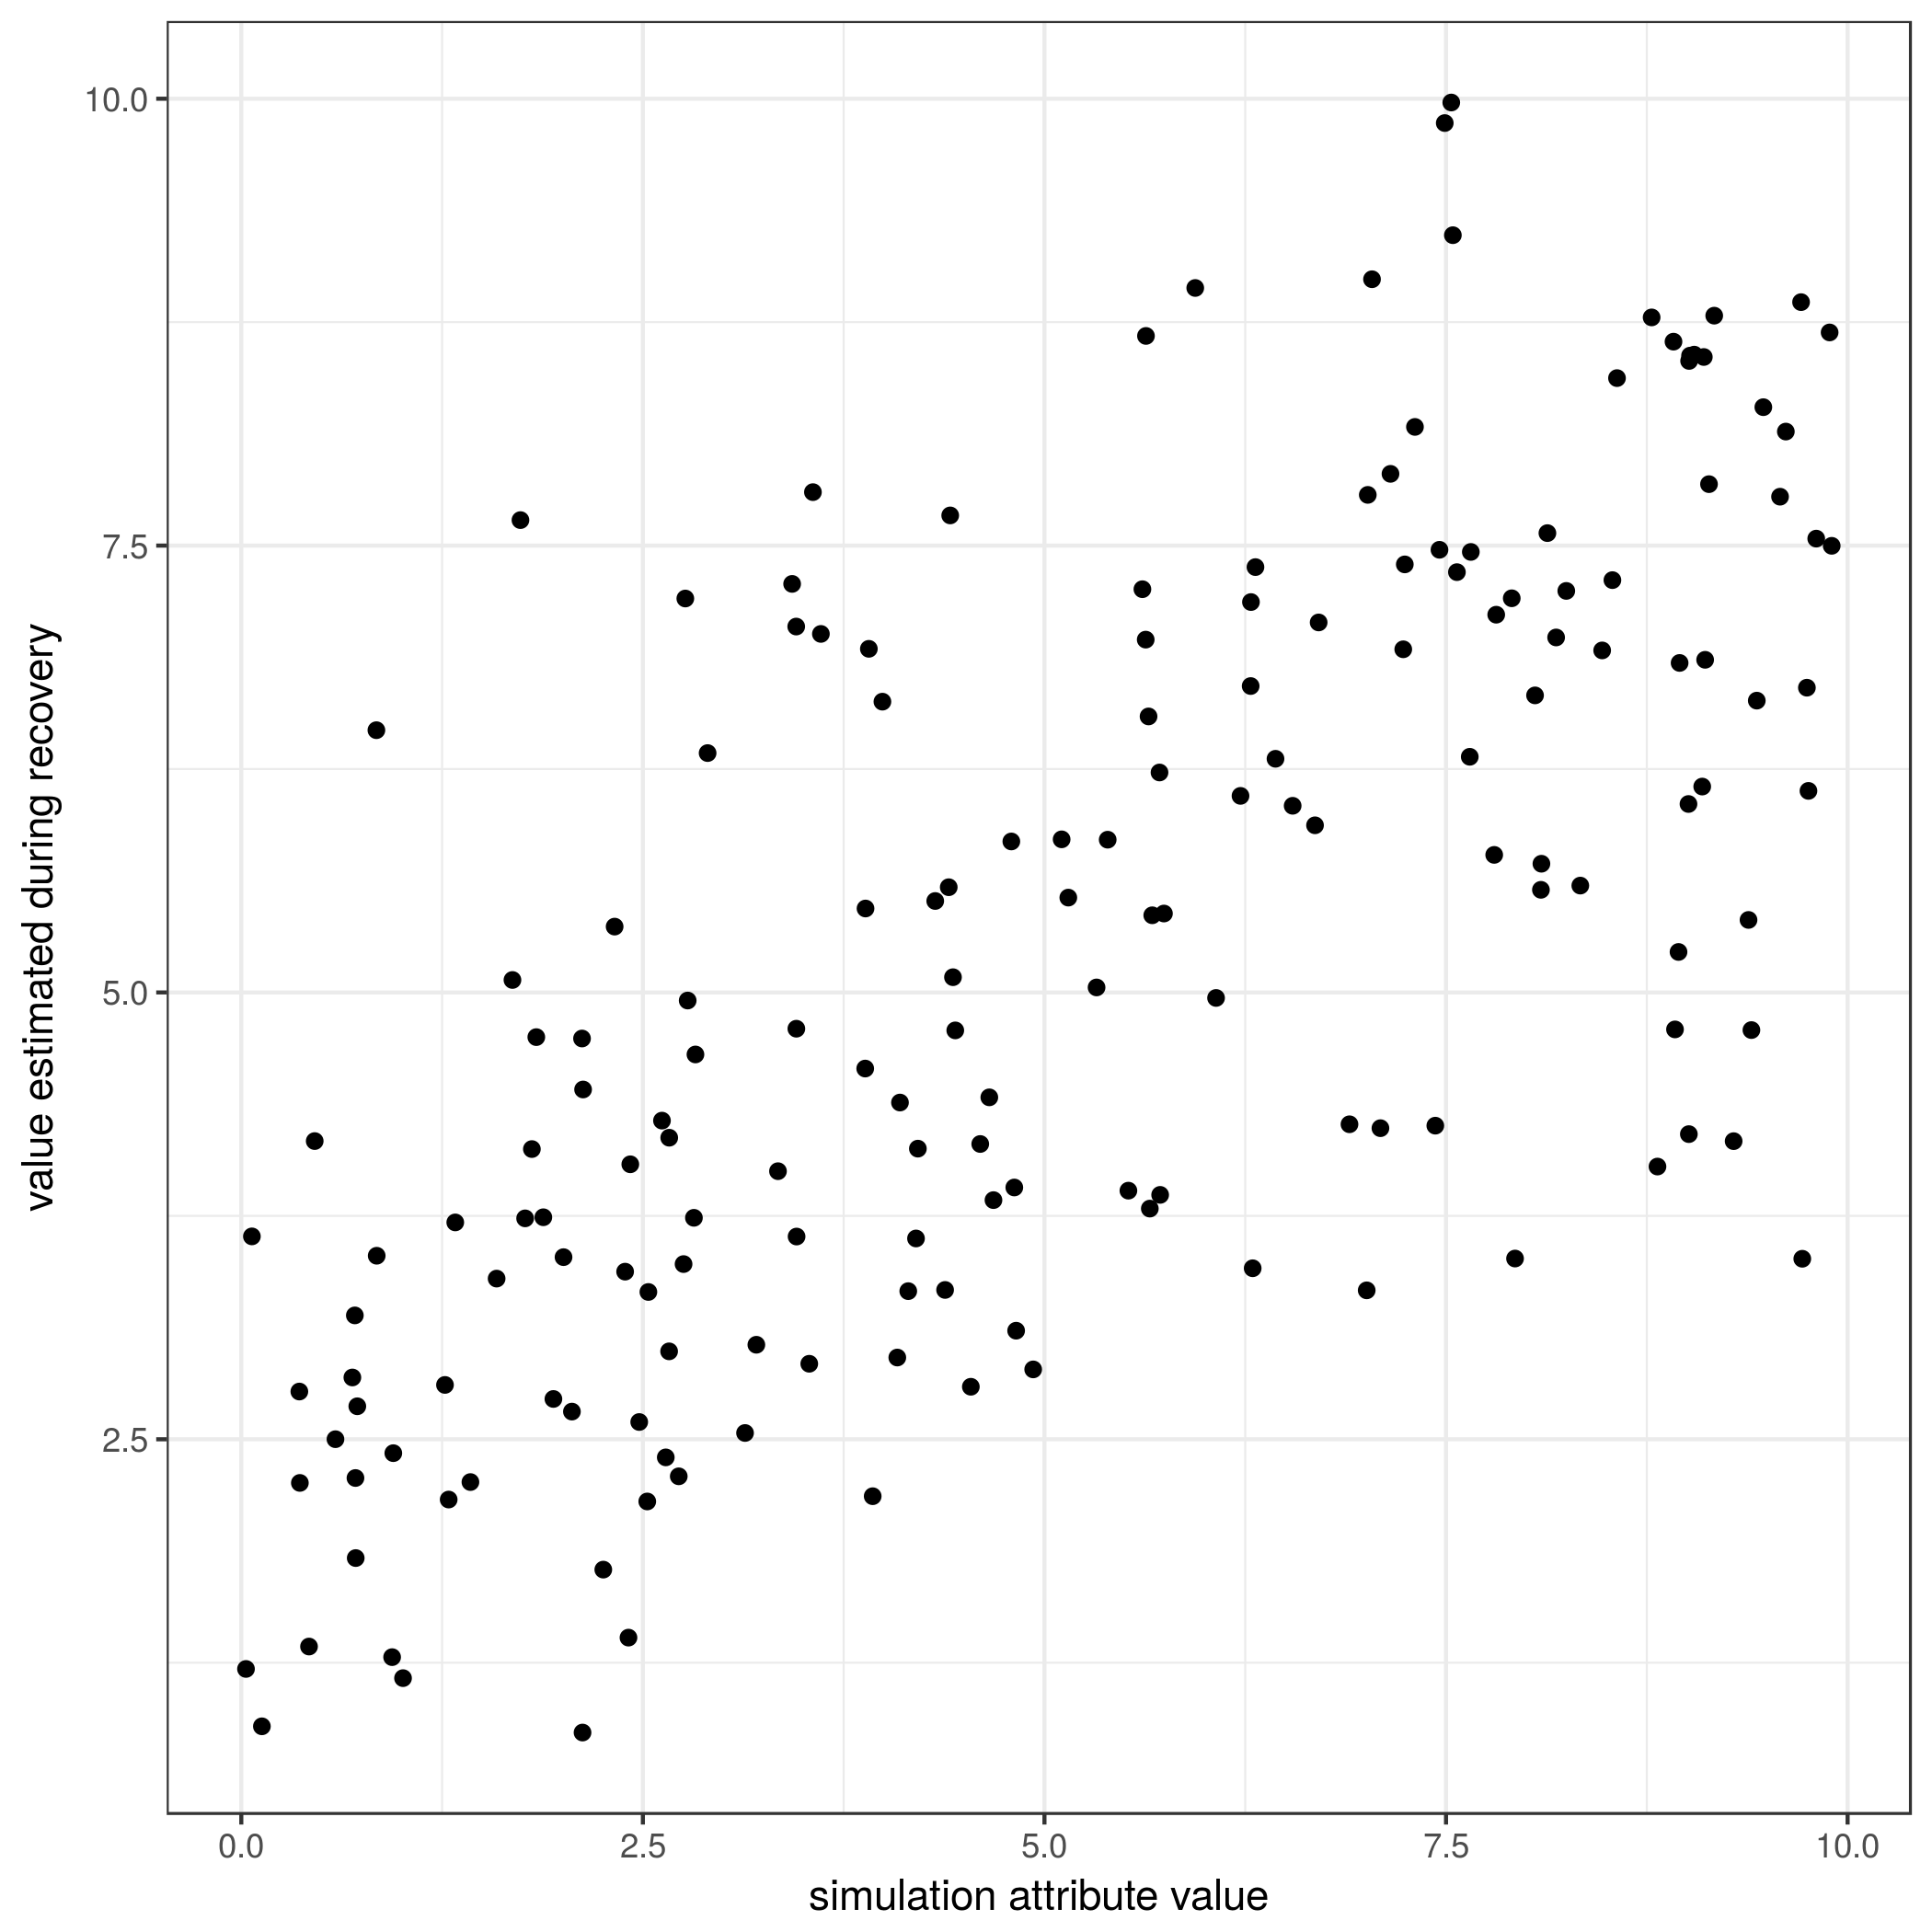 value estimated during recovery
10.0
7.5
5.0
2.5
0.0 2.5 5.0 7.5 10.0
simulation attribute value